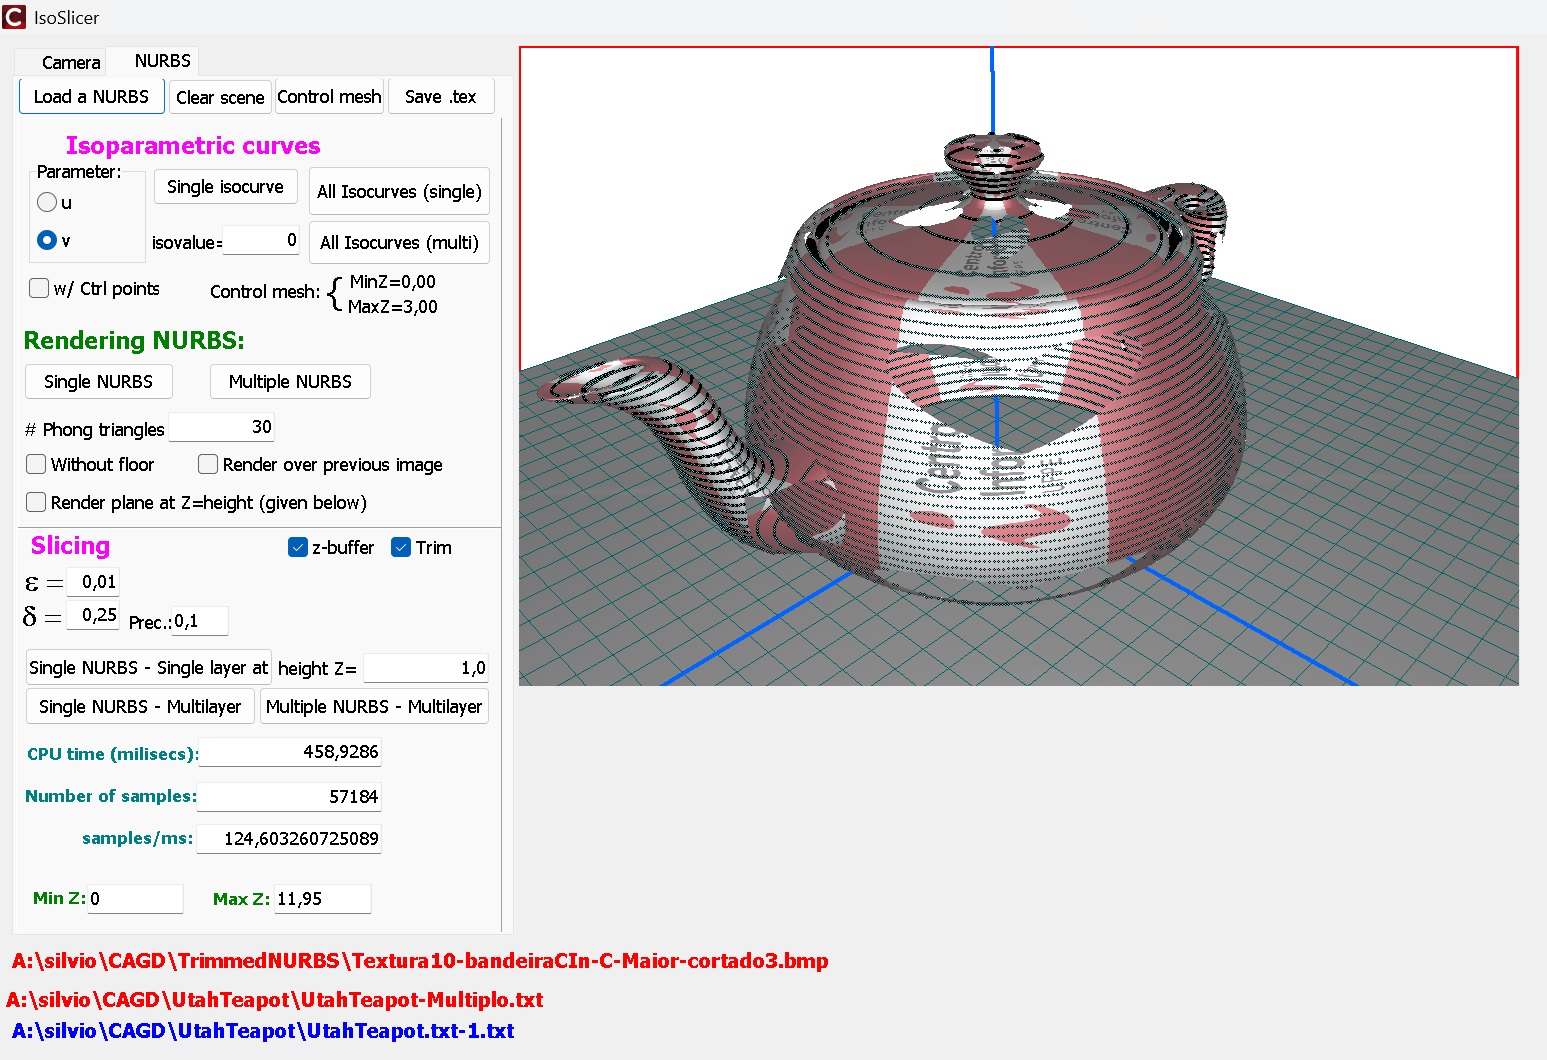 IsoSlicer
Camera NURBS
Load a NURBS Clear scene Control mesh Save .tex
Isoparametric curves
Parameter:
u
v
Single isocurve All Isocurves (single)
isovalue= 0 All Isocurves (multi)
w/ Ctrl points Control mesh: { MinZ=0,00
MaxZ=3,00
Rendering NURBS:
Single NURBS Multiple NURBS
# Phong triangles 30
Without floor Render over previous image
Render plane at Z=height (given below)
Slicing z-buffer Trim
ε = 0,01
δ = 0,25 Prec.: 0,1
Single NURBS - Single layer at height Z= 1,0
Single NURBS - Multilayer Multiple NURBS - Multilayer
CPU time (milisecs): 458,9286
Number of samples: 57184
samples/ms: 124,603260725089
Min Z: 0 Max Z: 11,95
A:\silvio\CAGD\TrimmedNURBS\Textura10-bandeiraCIn-C-Maior-cortado3.bmp
A:\silvio\CAGD\UtahTeapot\UtahTeapot-Multiplo.txt
A:\silvio\CAGD\UtahTeapot\UtahTeapot.txt-1.txt